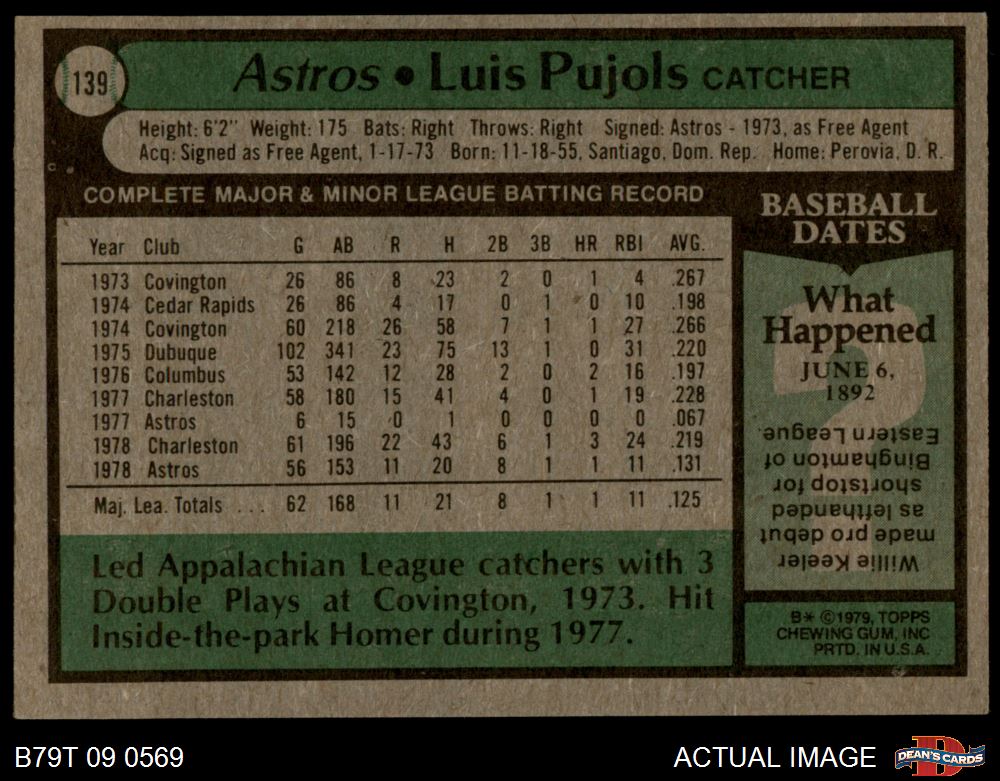 139
Astros • Luis Pujols CATCHER
Height: 6'2" Weight: 175 Bats: Right Throws: Right Signed: Astros - 1973, as Free Agent
Acq: Signed as Free Agent, 1-17-73 Born: 11-18-55, Santiago, Dom. Rep. Home: Perovia, D. R.
COMPLETE MAJOR & MINOR LEAGUE BATTING RECORD
Year Club G AB R H 2B 3B HR RBI AVG.
1973 Covington 26 86 8 23 2 0 1 4 .267
1974 Cedar Rapids 26 86 4 17 0 1 0 10 .198
1974 Covington 60 218 26 58 7 1 1 27 .266
1975 Dubuque 102 341 23 75 13 1 0 31 .220
1976 Columbus 53 142 12 28 2 0 2 16 .197
1977 Charleston 58 180 15 41 4 0 1 19 .228
1977 Astros 6 15 0 1 0 0 0 0 .067
1978 Charleston 61 196 22 43 6 1 3 24 .219
1978 Astros 56 153 11 20 8 1 1 11 .131
Maj. Lea. Totals ... 62 168 11 21 8 1 1 11 .125
Led Appalachian League catchers with 3
Double Plays at Covington, 1973. Hit
Inside-the-park Homer during 1977.
BASEBALL
DATES
What
Happened
JUNE 6,
1892
Willie Keeler
made pro debut
as lefthanded
shortstop for
Binghamton of
Eastern League.
B* ©1979, TOPPS
CHEWING GUM, INC
PRTD. IN U.S.A.
B79T 09 0569
ACTUAL IMAGE
D
DEAN'S CARDS